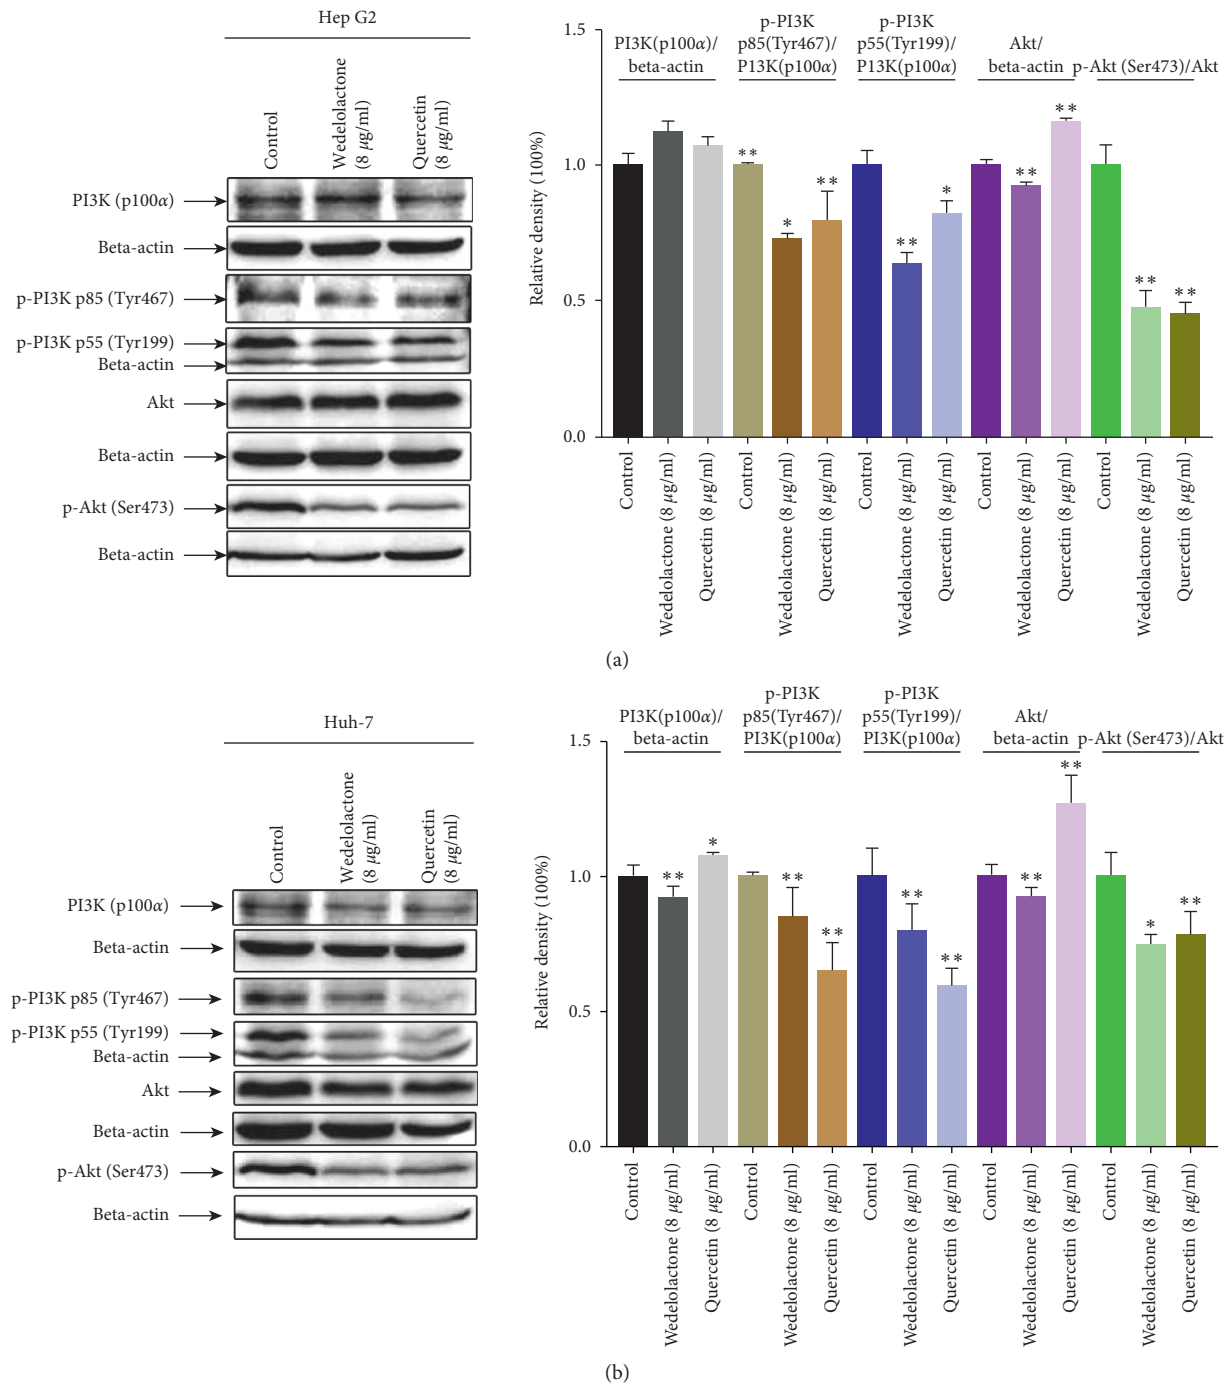 Hep G2
Control
Wedelolactone
(8 μg/ml)
Quercetin
(8 μg/ml)
PI3K (p100α)
Beta-actin
p-PI3K p85 (Tyr467)
p-PI3K p55 (Tyr199)
Beta-actin
Akt
Beta-actin
p-Akt (Ser473)
Beta-actin
PI3K(p100α)/
beta-actin
p-PI3K
p85(Tyr467)/
P13K(p100α)
p-PI3K
p55(Tyr199)/
P13K(p100α)
Akt/
beta-actin
p-Akt (Ser473)/Akt
Relative density (100%)
1.5
1.0
0.5
0.0
**
*
**
**
*
**
**
**
**
Control
Wedelolactone (8 μg/ml)
Quercetin (8 μg/ml)
Control
Wedelolactone (8 μg/ml)
Quercetin (8 μg/ml)
Control
Wedelolactone (8 μg/ml)
Quercetin (8 μg/ml)
Control
Wedelolactone (8 μg/ml)
Quercetin (8 μg/ml)
Control
Wedelolactone (8 μg/ml)
Quercetin (8 μg/ml)
(a)
Huh-7
Control
Wedelolactone
(8 μg/ml)
Quercetin
(8 μg/ml)
PI3K (p100α)
Beta-actin
p-PI3K p85 (Tyr467)
p-PI3K p55 (Tyr199)
Beta-actin
Akt
Beta-actin
p-Akt (Ser473)
Beta-actin
PI3K(p100α)/
beta-actin
p-PI3K
p85(Tyr467)/
PI3K(p100α)
p-PI3K
p55(Tyr199)/
PI3K(p100α)
Akt/
beta-actin
p-Akt (Ser473)/Akt
Relative density (100%)
1.5
1.0
0.5
0.0
**
*
**
**
**
**
**
**
*
**
Control
Wedelolactone (8 μg/ml)
Quercetin (8 μg/ml)
Control
Wedelolactone (8 μg/ml)
Quercetin (8 μg/ml)
Control
Wedelolactone (8 μg/ml)
Quercetin (8 μg/ml)
Control
Wedelolactone (8 μg/ml)
Quercetin (8 μg/ml)
Control
Wedelolactone (8 μg/ml)
Quercetin (8 μg/ml)
(b)